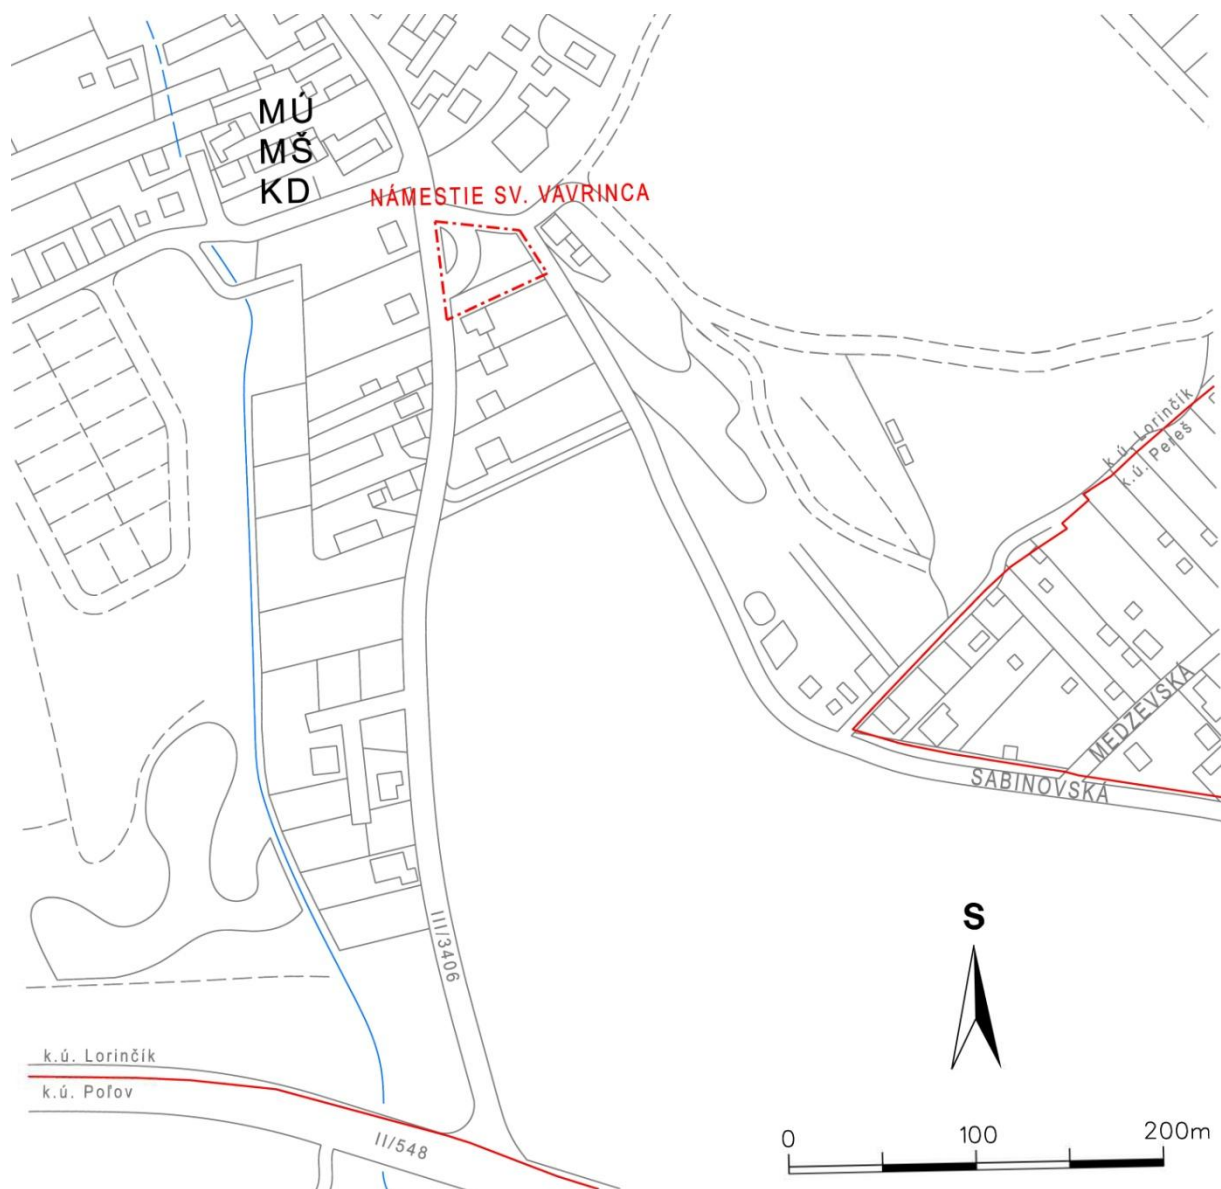 MÚ
MŠ
KD
NÁMESTIE SV. VAVRINCA
k.ú. Lorinčík
k.ú. Pereš
MEDZEVSKÁ
SABINOVSKÁ
III/3406
S
k.ú. Lorinčík
k.ú. Poľov
II/548
0 100 200m